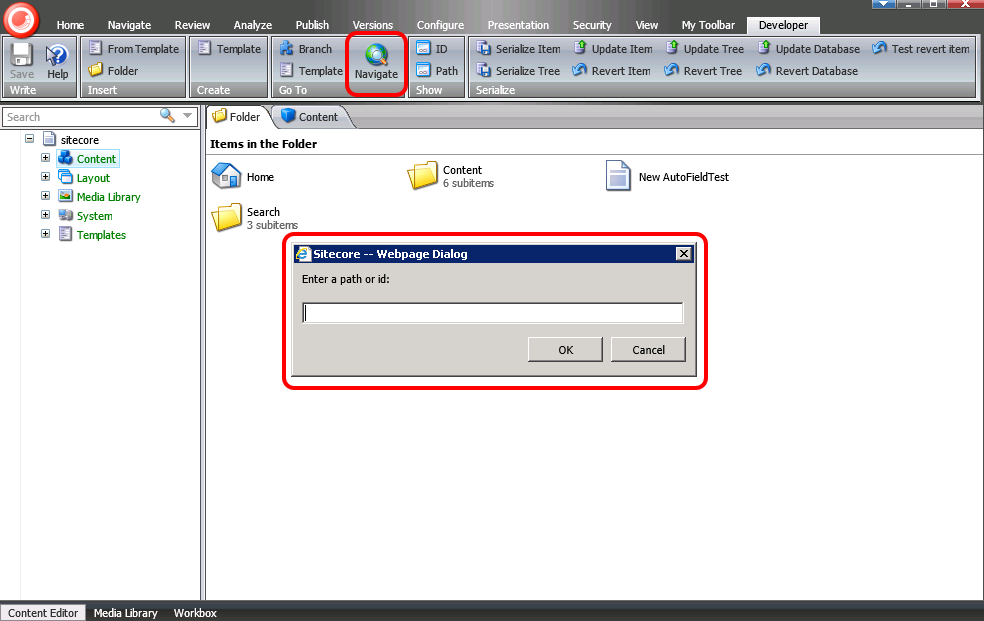 Home Navigate Review Analyze Publish Versions Configure Presentation Security View My Toolbar Developer
Save Help
Write
From Template
Folder
Insert
Template
Create
Branch
Template
Go To
Navigate
ID
Path
Show
Serialize Item Update Item Update Tree Update Database Test revert item
Serialize Tree Revert Item Revert Tree Revert Database
Serialize
Search
sitecore
Content
Layout
Media Library
System
Templates
Folder Content
Items in the Folder
Home
Content
6 subitems
New AutoFieldTest
Search
3 subitems
Sitecore -- Webpage Dialog
Enter a path or id:
OK Cancel
Content Editor Media Library Workbox